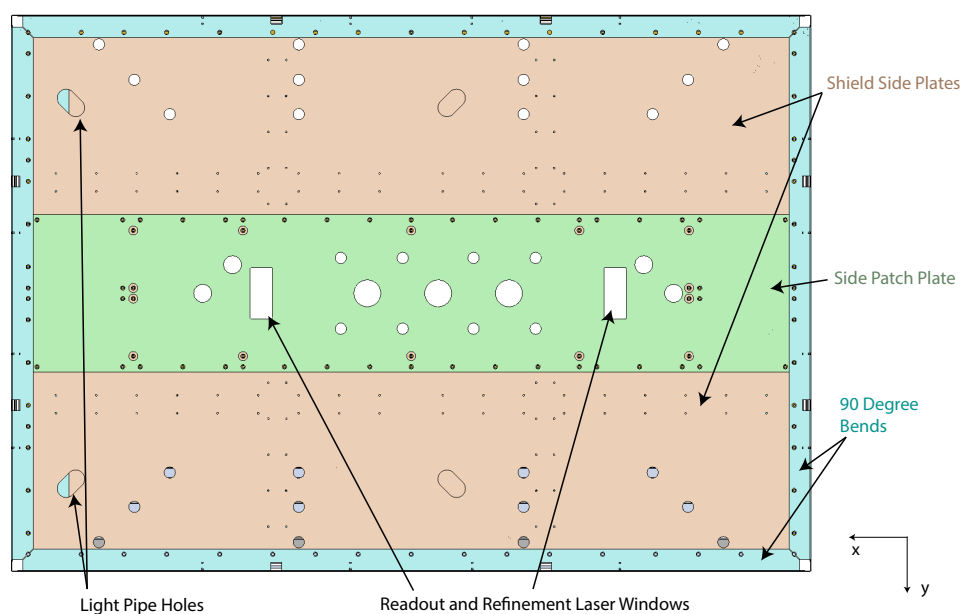 Shield Side Plates
Side Patch Plate
90 Degree
Bends
x
y
Light Pipe Holes
Readout and Refinement Laser Windows